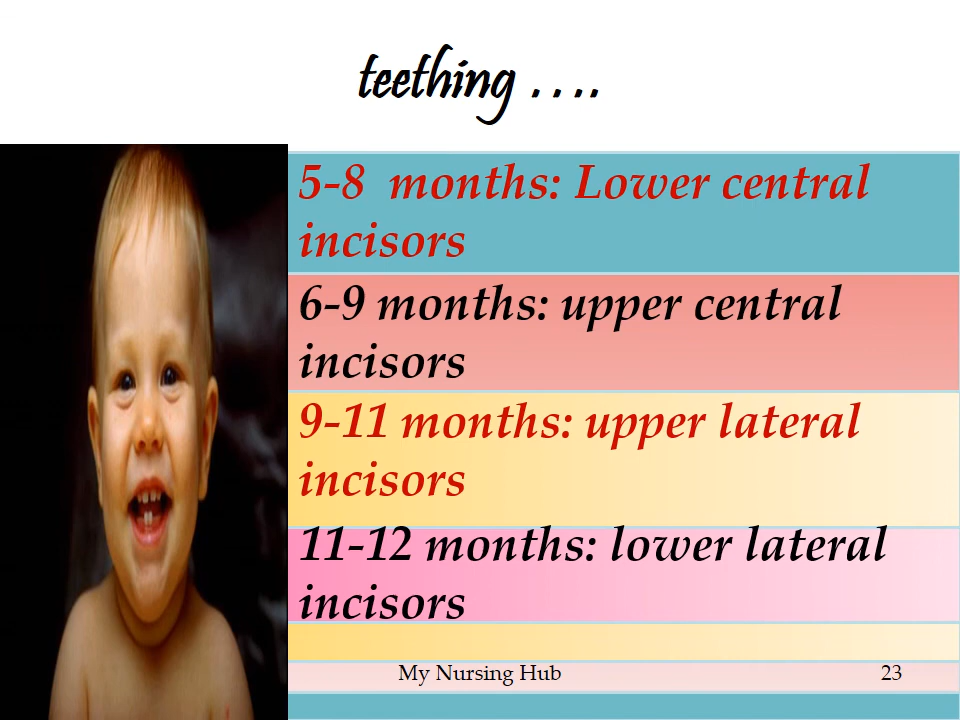 teething ….
5-8  months: Lower central
incisors
6-9 months: upper central
incisors
9-11 months: upper lateral
incisors
11-12 months: lower lateral
incisors
My Nursing Hub
23